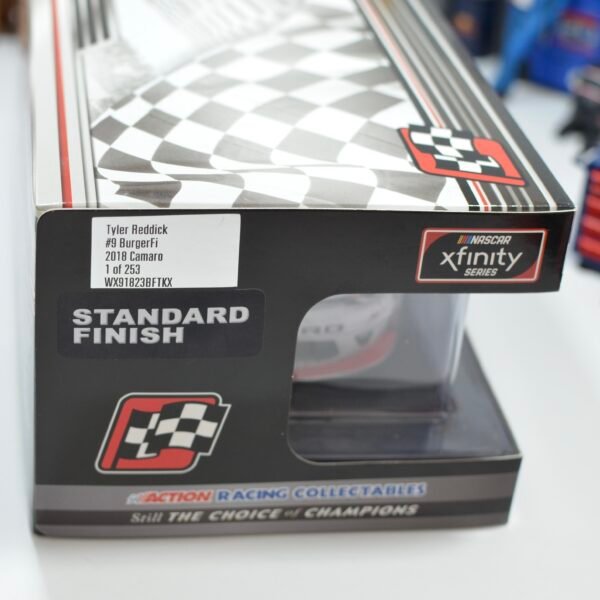 Tyler Reddick
#9 BurgerFi
2018 Camaro
1 of 253
WX91823BFTKX
NASCAR
xfinity
SERIES
STANDARD
FINISH
ACTION RACING COLLECTABLES
Still THE CHOICE of CHAMPIONS